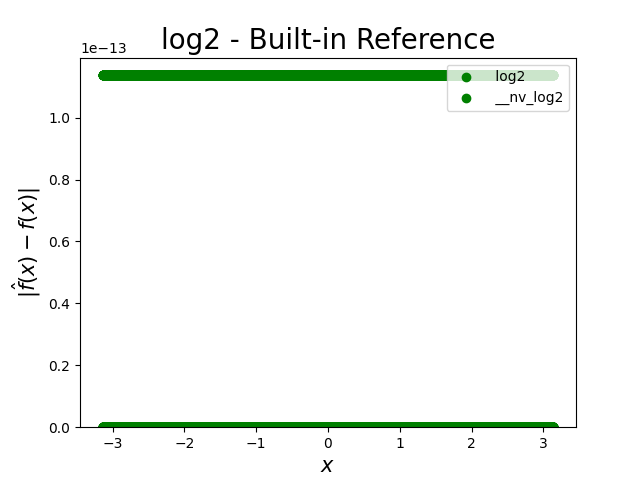 log2 - Built-in Reference
1e−13
log2
__nv_log2
1.0
0.8
0.6
0.4
0.2
0.0
|f̂(x) − f(x)|
−3 −2 −1 0 1 2 3
x